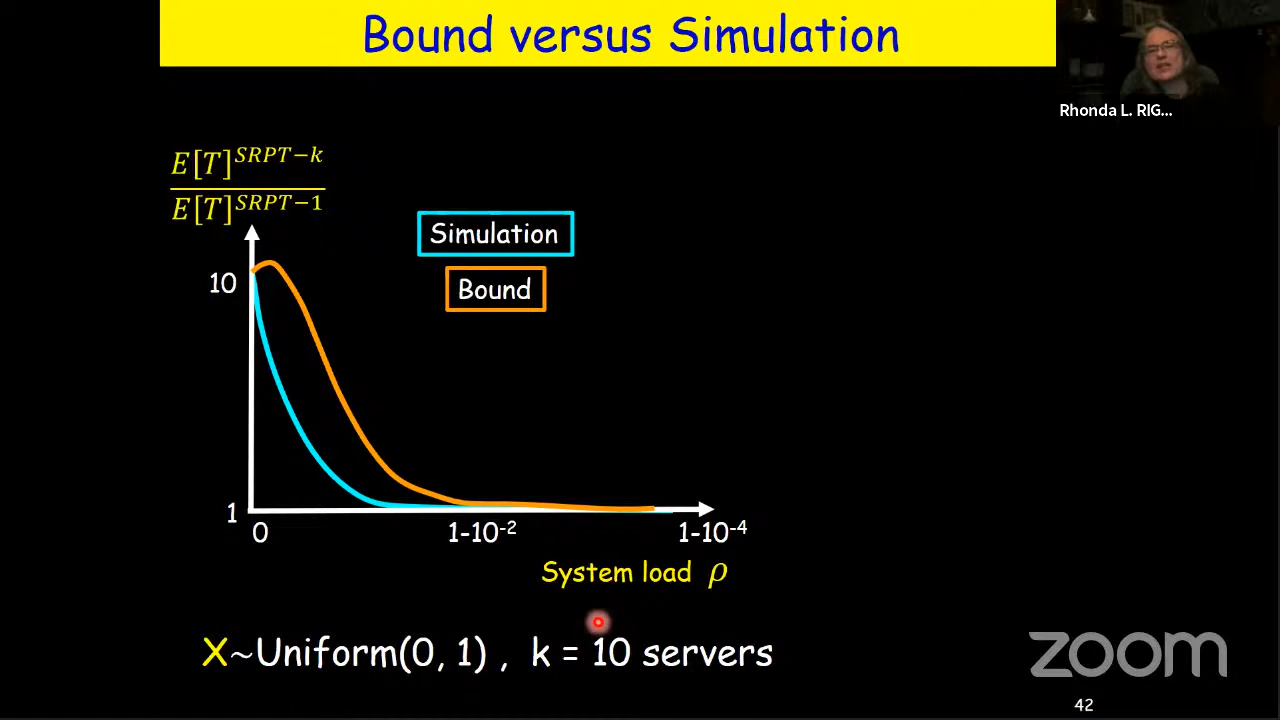 Bound versus Simulation
Rhonda L. RIG...
E[T]^SRPT-k
E[T]^SRPT-1
Simulation
Bound
10
1
0
1-10^-2
1-10^-4
System load ρ
X~Uniform(0, 1) , k = 10 servers
zoom
42